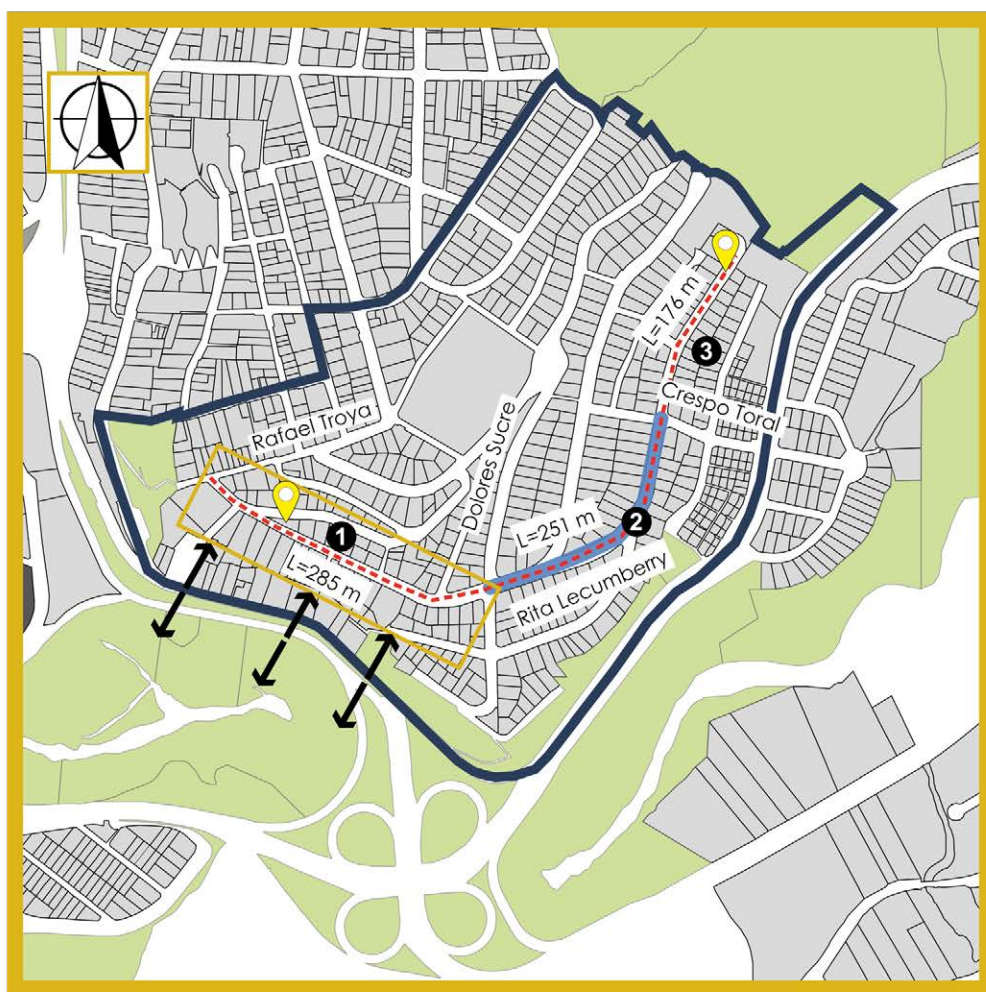 L=176 m
3
Crespo Toral
Rafael Troya
Dolores Sucre
1
L=251 m
2
L=285 m
Rita Lecumberry